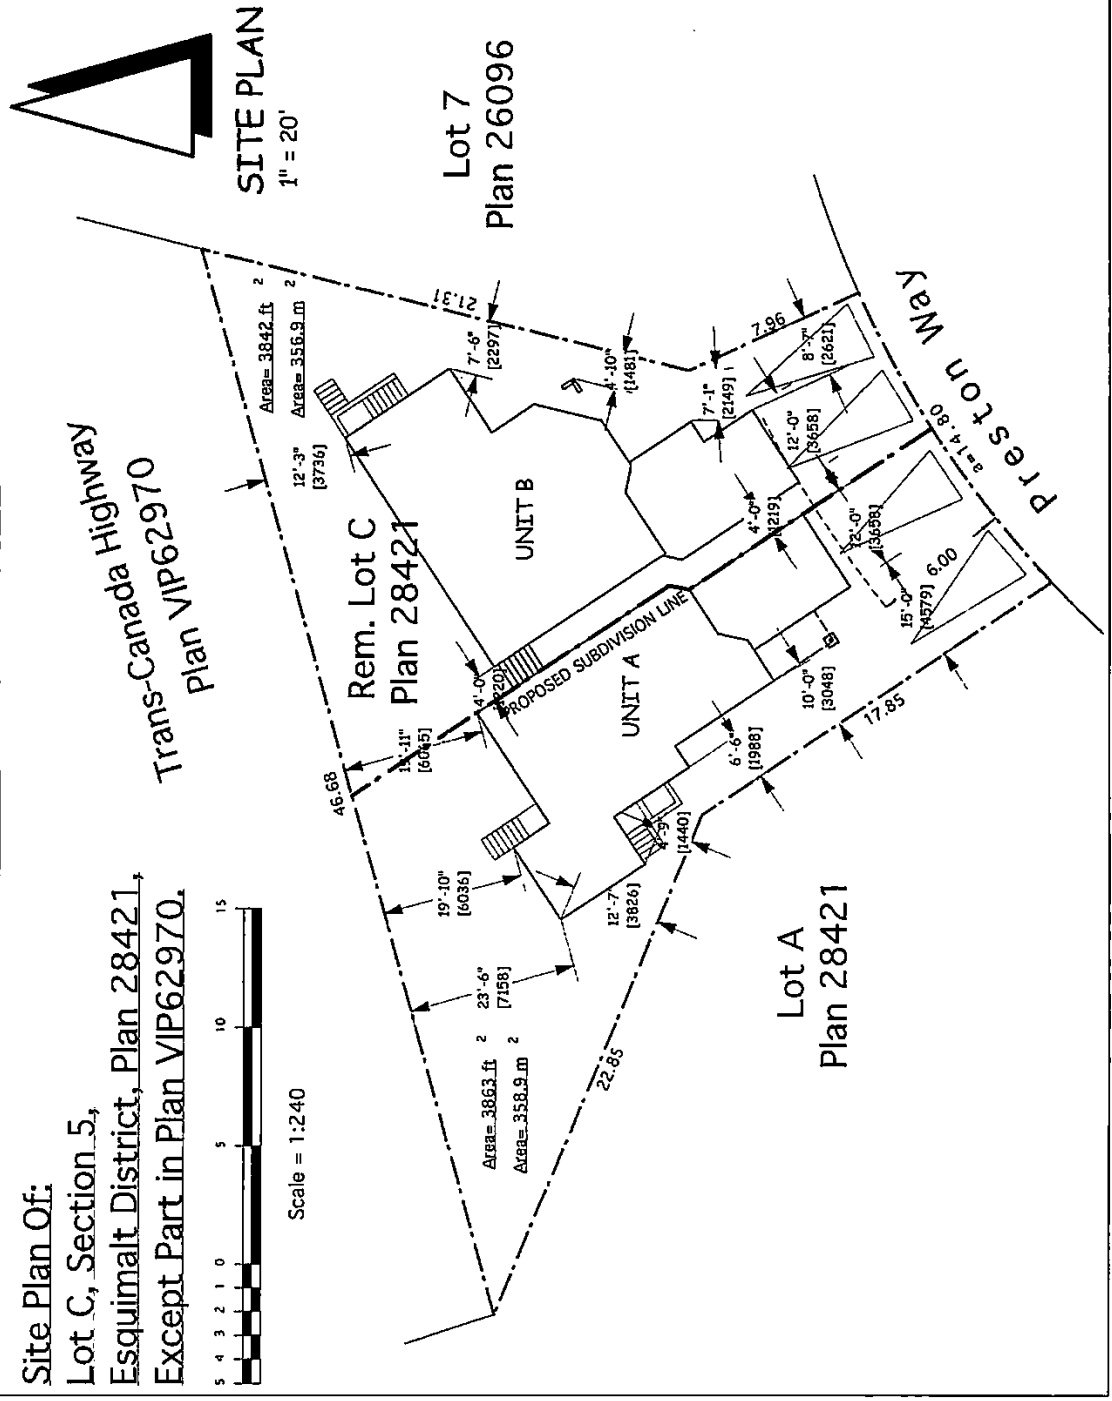 Site Plan Of:
Lot C, Section 5,
Esquimalt District, Plan 28421,
Except Part in Plan VIP62970.
5 4 3 2 1 0 5 10 15
Scale = 1:240
SITE PLAN
1" = 20'
Trans-Canada Highway
Plan VIP62970
46.68
Area= 3842 ft 2
Area= 356.9 m 2
21.31
Lot 7
Plan 26096
Rem. Lot C
Plan 28421
12'-3"
[3736]
7'-6"
[2297]
4'-10"
[1481]
7'-1"
[2149]
7.96
8'-7"
[2621]
12'-0"
[3658]
UNIT B
4'-0"
[1219]
4'-0"
PROPOSED SUBDIVISION LINE
UNIT A
12'-0"
[3658]
15'-0"
[4579]
6.00
a=14.80
Preston Way
10'-0"
[3048]
17.85
6'-6"
[1988]
4'-9"
[1440]
12'-7"
[3826]
19'-10"
[6036]
23'-6"
[7158]
Area= 3863 ft 2
Area= 358.9 m 2
22.85
Lot A
Plan 28421